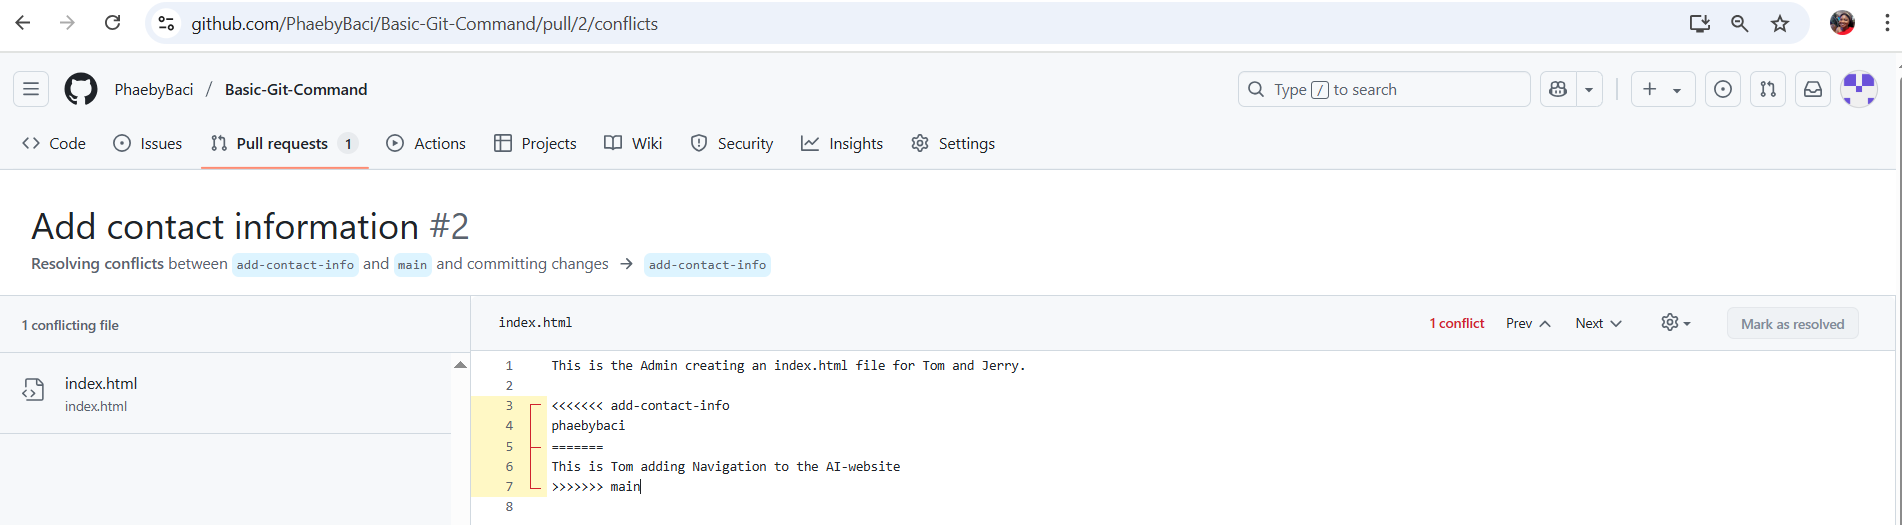 github.com/PhaebyBaci/Basic-Git-Command/pull/2/conflicts
PhaebyBaci / Basic-Git-Command
Type / to search
Code
Issues
Pull requests 1
Actions
Projects
Wiki
Security
Insights
Settings
Add contact information #2
Resolving conflicts between add-contact-info and main and committing changes → add-contact-info
1 conflicting file
index.html
index.html
index.html
1 conflict
Prev
Next
Mark as resolved
1 This is the Admin creating an index.html file for Tom and Jerry.
2
3 <<<<<<< add-contact-info
4 phaebybaci
5 =======
6 This is Tom adding Navigation to the AI-website
7 >>>>>>> main
8